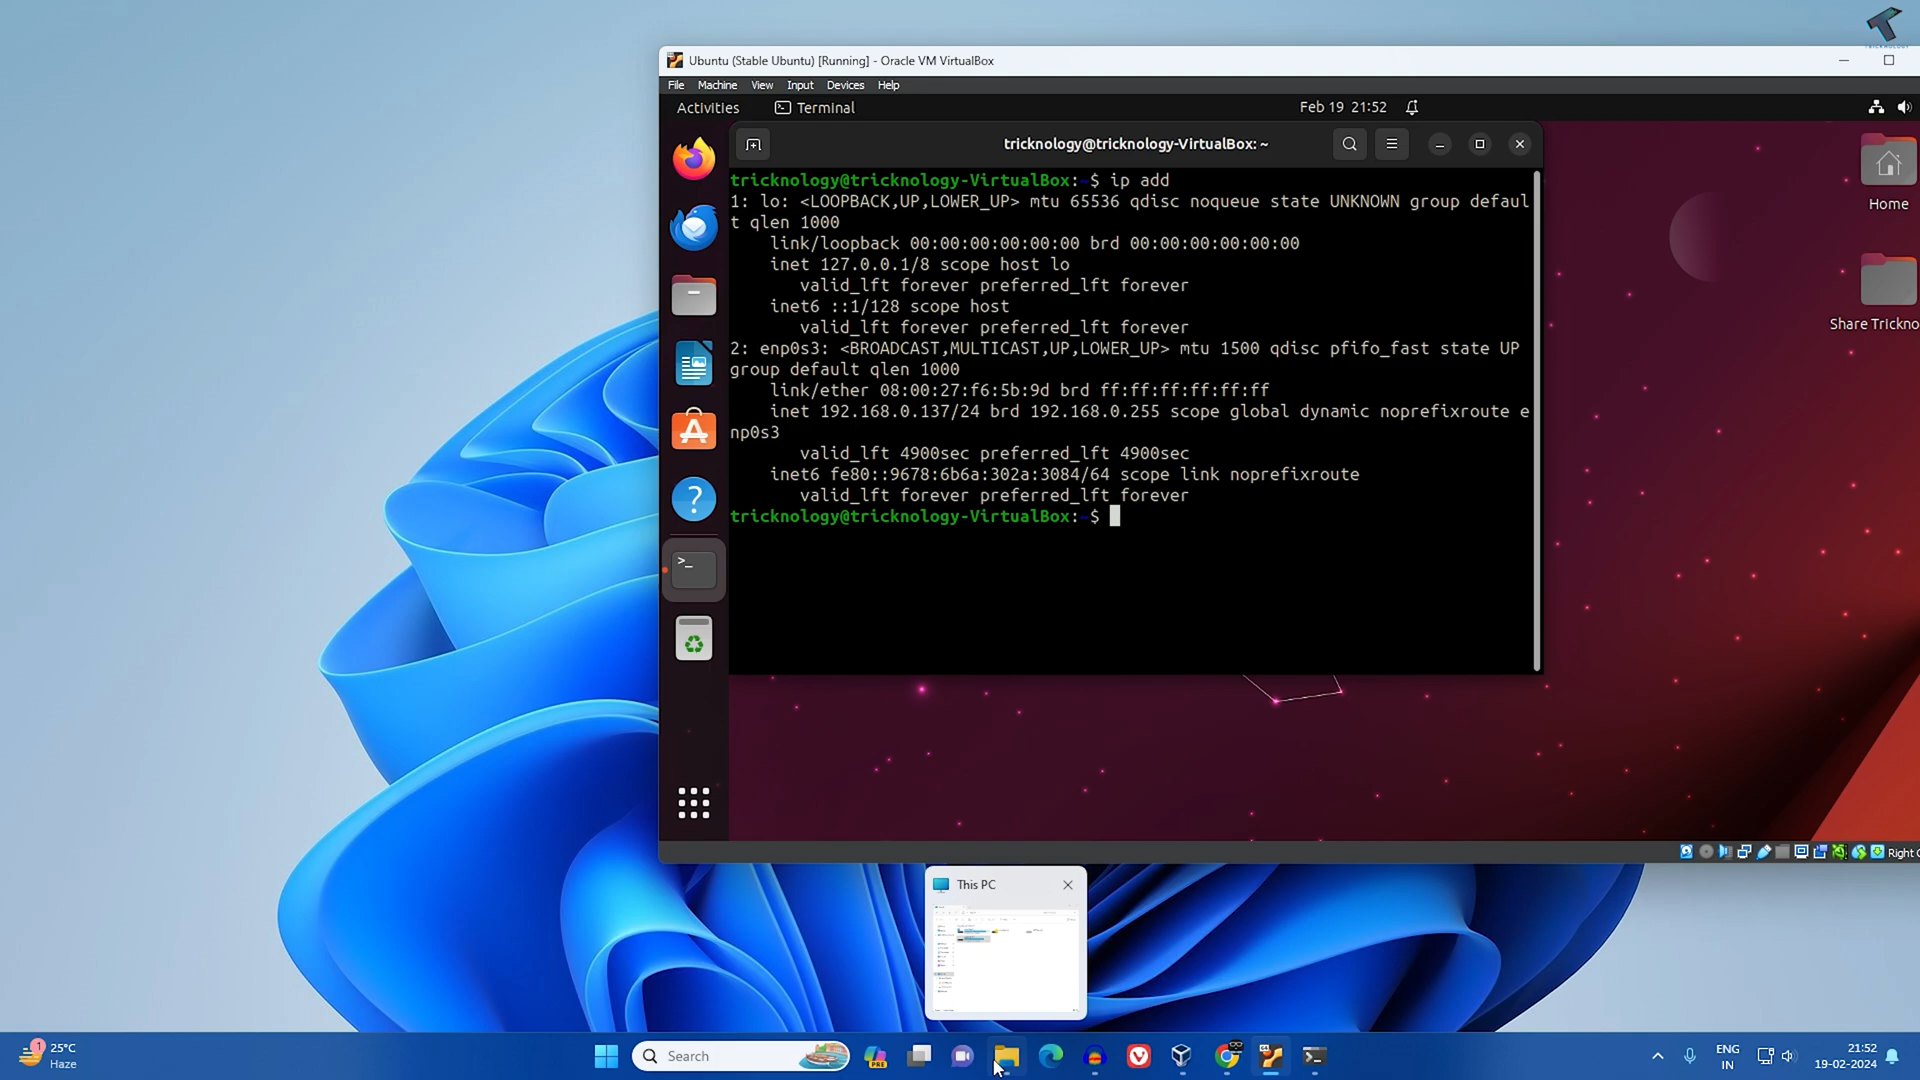 TRICKNOLOGY
Ubuntu (Stable Ubuntu) [Running] - Oracle VM VirtualBox
File Machine View Input Devices Help
Activities Terminal Feb 19 21:52
tricknology@tricknology-VirtualBox: ~
tricknology@tricknology-VirtualBox:~$ ip add
1: lo: <LOOPBACK,UP,LOWER_UP> mtu 65536 qdisc noqueue state UNKNOWN group defaul
t qlen 1000
link/loopback 00:00:00:00:00:00 brd 00:00:00:00:00:00
inet 127.0.0.1/8 scope host lo
valid_lft forever preferred_lft forever
inet6 ::1/128 scope host
valid_lft forever preferred_lft forever
2: enp0s3: <BROADCAST,MULTICAST,UP,LOWER_UP> mtu 1500 qdisc pfifo_fast state UP
group default qlen 1000
link/ether 08:00:27:f6:5b:9d brd ff:ff:ff:ff:ff:ff
inet 192.168.0.137/24 brd 192.168.0.255 scope global dynamic noprefixroute e
np0s3
valid_lft 4900sec preferred_lft 4900sec
inet6 fe80::9678:6b6a:302a:3084/64 scope link noprefixroute
valid_lft forever preferred_lft forever
tricknology@tricknology-VirtualBox:~$
Home
Share Trickno
Right C
This PC
1
25°C
Haze
Search
PRE
ENG
IN
21:52
19-02-2024